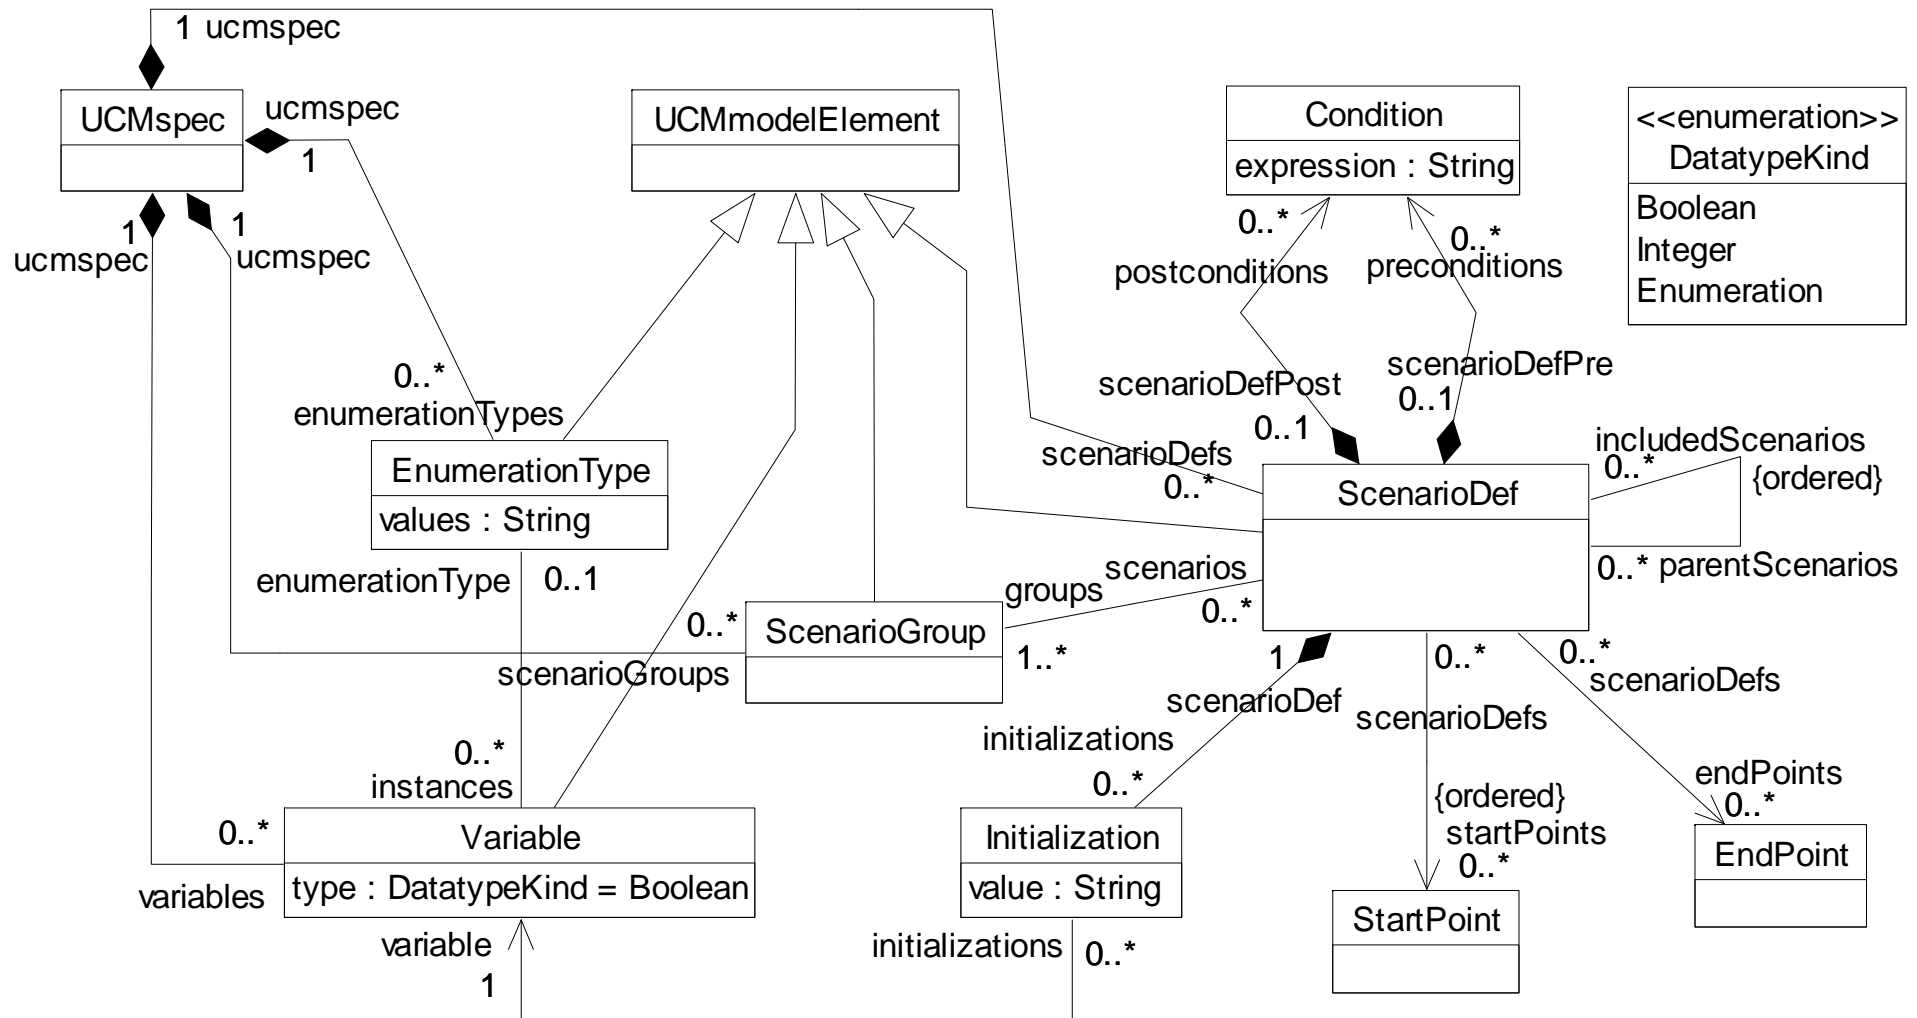 1 ucmspec
UCMspec
ucmspec
1
UCMmodelElement
Condition
expression : String
<<enumeration>>
DatatypeKind
Boolean
Integer
Enumeration
1
ucmspec
1
ucmspec
0..*
postconditions
0..*
preconditions
0..*
enumerationTypes
scenarioDefPost
0..1
scenarioDefPre
0..1
scenarioDefs
0..*
includedScenarios
0..*
{ordered}
EnumerationType
values : String
ScenarioDef
enumerationType
0..1
scenarios
0..*
groups
1..*
0..* parentScenarios
0..*
scenarioGroups
ScenarioGroup
1
scenarioDef
0..*
scenarioDefs
0..*
scenarioDefs
0..*
instances
initializations
0..*
{ordered}
startPoints
0..*
endPoints
0..*
0..*
variables
Variable
type : DatatypeKind = Boolean
Initialization
value : String
EndPoint
StartPoint
variable
1
initializations
0..*